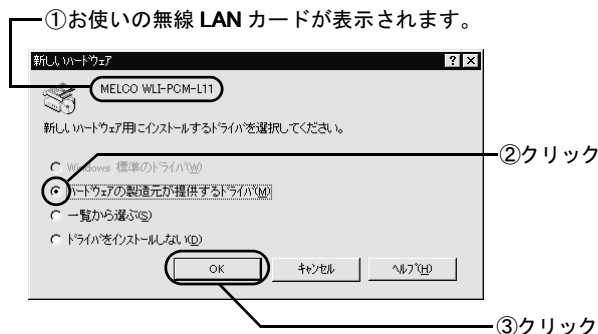 ①お使いの無線 LAN カードが表示されます。
新しいハードウェア
MELCO WLI-PCM-L11
新しいハードウェア用にインストールするドライバを選択してください。
Windows 標準のドライバ(W)
②クリック
ハードウェアの製造元が提供するドライバ(M)
一覧から選ぶ(S)
ドライバをインストールしない(D)
OK
キャンセル
ヘルプ(H)
③クリック